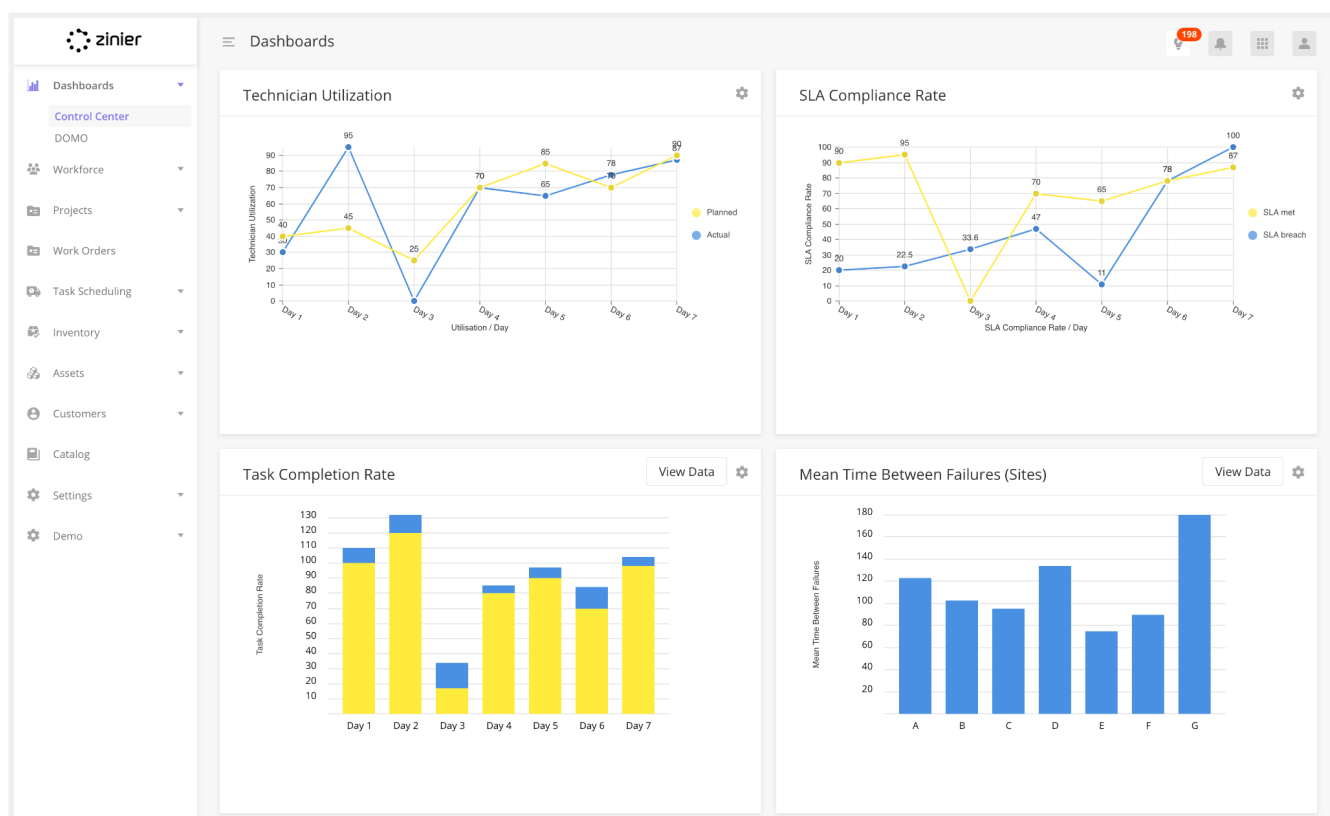 zinier
Dashboards
198
Dashboards
Control Center
DOMO
Workforce
Projects
Work Orders
Task Scheduling
Inventory
Assets
Customers
Catalog
Settings
Demo
Technician Utilization
Technician Utilization
90
80
70
60
50
40
30
20
10
0
40
95
45
25
70
85
65
78
70
90
87
Day 1
Day 2
Day 3
Day 4
Day 5
Day 6
Day 7
Utilisation / Day
Planned
Actual
SLA Compliance Rate
SLA Compliance Rate
100
90
80
70
60
50
40
30
20
10
0
90
20
95
22.5
33.6
70
47
65
11
78
100
87
Day 1
Day 2
Day 3
Day 4
Day 5
Day 6
Day 7
SLA Compliance Rate / Day
SLA met
SLA breach
Task Completion Rate
View Data
Task Completion Rate
130
120
110
100
90
80
70
60
50
40
30
20
10
Day 1 Day 2 Day 3 Day 4 Day 5 Day 6 Day 7
Mean Time Between Failures (Sites)
View Data
Mean Time Between Failures
180
160
140
120
100
80
60
40
20
A B C D E F G